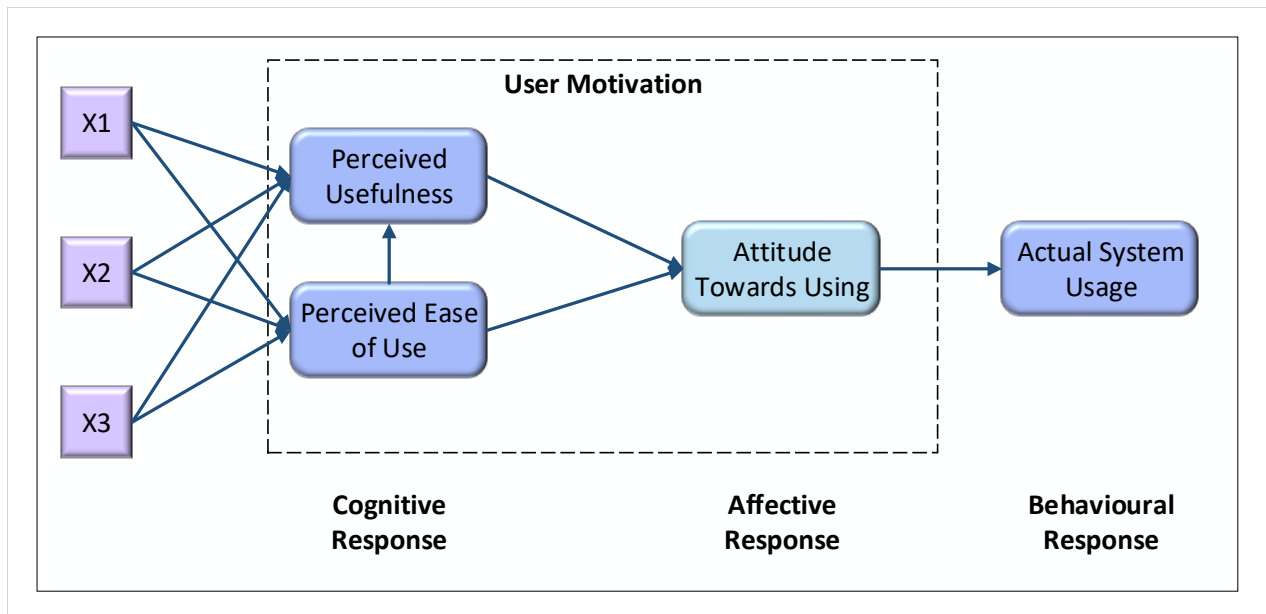 User Motivation
X1
Perceived
Usefulness
X2
Attitude
Towards Using
Actual System
Usage
Perceived Ease
of Use
X3
Cognitive
Response
Affective
Response
Behavioural
Response